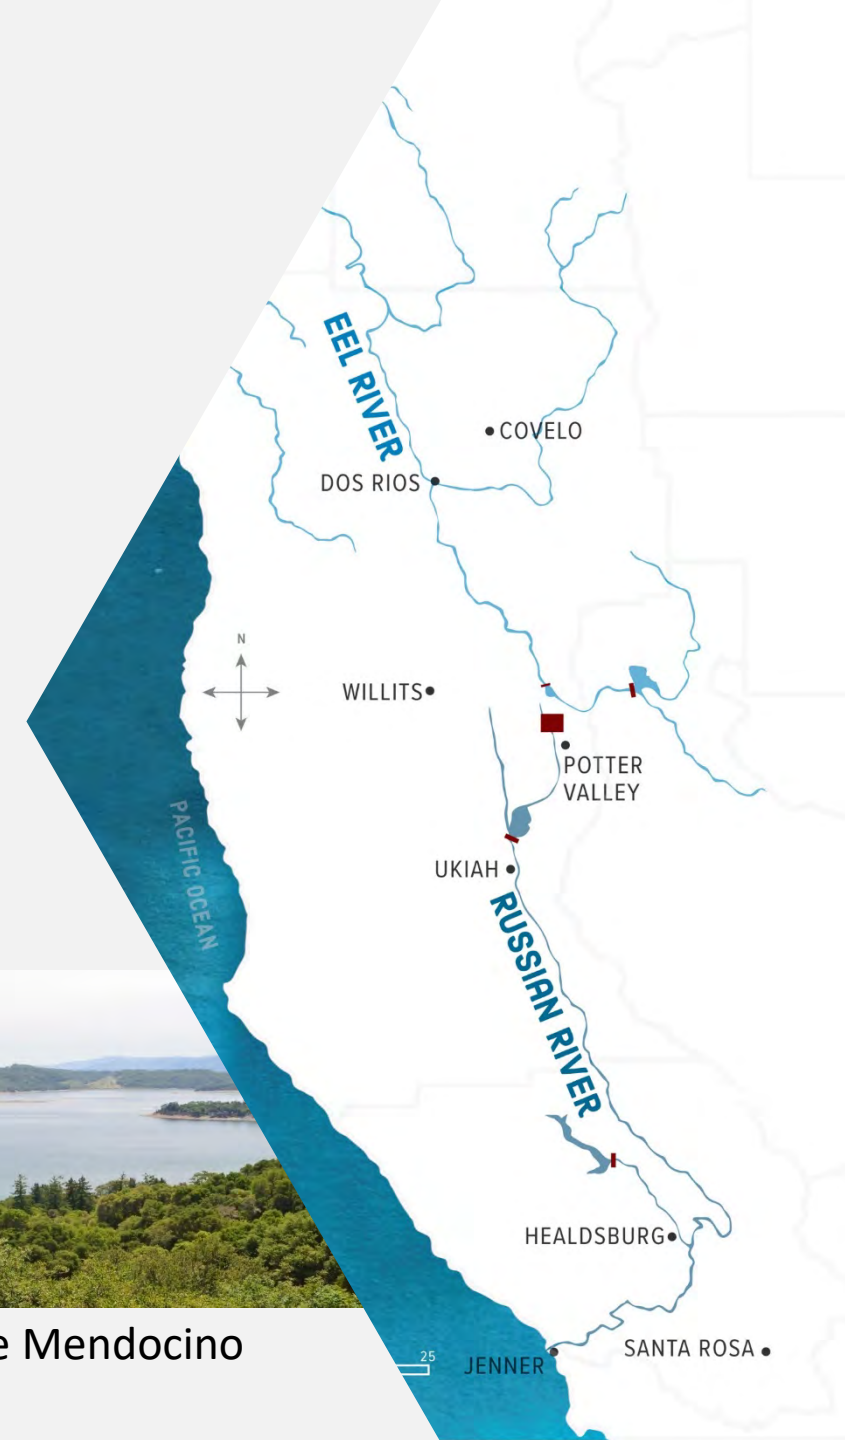 EEL RIVER
COVELO
DOS RIOS
N
WILLITS
POTTER
VALLEY
PACIFIC OCEAN
UKIAH
RUSSIAN RIVER
HEALDSBURG
e Mendocino
25
JENNER
SANTA ROSA